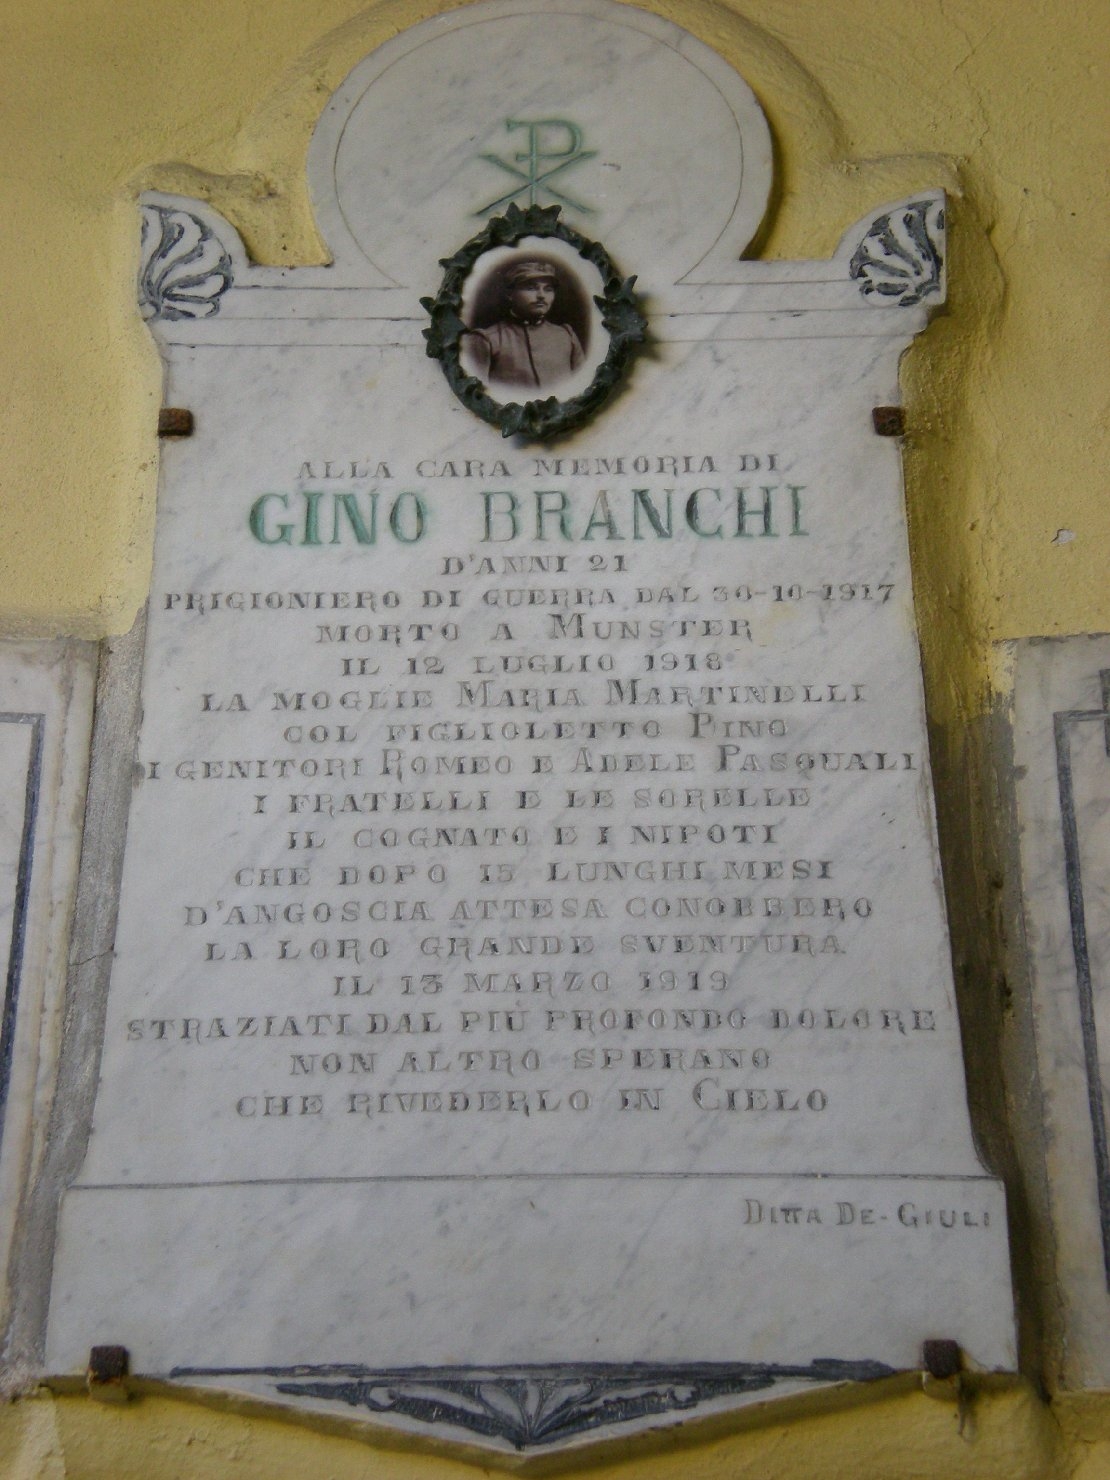 ALLA CARA MEMORIA DI
GINO BRANCHI
D'ANNI 21
PRIGIONIERO DI GUERRA DAL 30-10-1917
MORTO A MUNSTER
IL 12 LUGLIO 1918
LA MOGLIE MARIA MARTINELLI
COL FIGLIOLETTO PINO
I GENITORI ROMEO E ADELE PASQUALI
I FRATELLI E LE SORELLE
IL COGNATO E I NIPOTI
CHE DOPO 15 LUNGHI MESI
D'ANGOSCIA ATTESA CONOBBERO
LA LORO GRANDE SVENTURA
IL 13 MARZO 1919
STRAZIATI DAL PIÙ PROFONDO DOLORE
NON ALTRO SPERANO
CHE RIVEDERLO IN CIELO
DITTA DE-GIULI